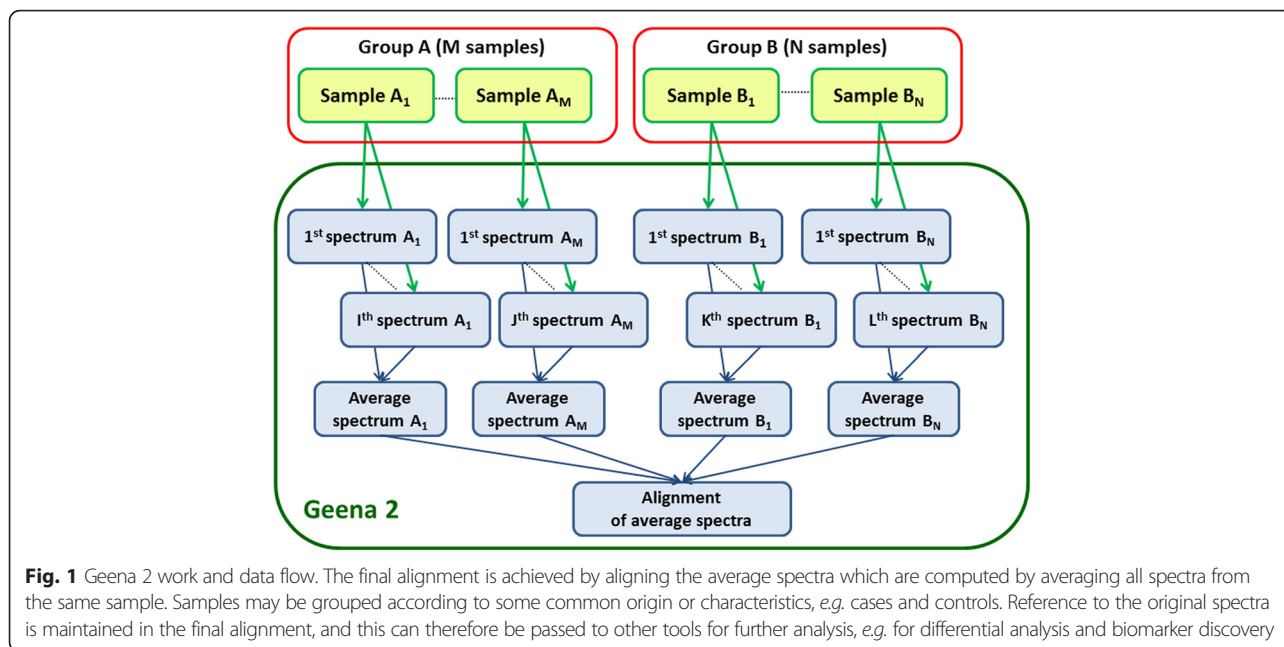 Group A (M samples)
Group B (N samples)
Sample A1
Sample AM
Sample B1
Sample BN
1st spectrum A1
1st spectrum AM
1st spectrum B1
1st spectrum BN
Ith spectrum A1
Jth spectrum AM
Kth spectrum B1
Lth spectrum BN
Average
spectrum A1
Average
spectrum AM
Average
spectrum B1
Average
spectrum BN
Geena 2
Alignment
of average spectra
Fig. 1 Geena 2 work and data flow. The final alignment is achieved by aligning the average spectra which are computed by averaging all spectra from
the same sample. Samples may be grouped according to some common origin or characteristics, e.g. cases and controls. Reference to the original spectra
is maintained in the final alignment, and this can therefore be passed to other tools for further analysis, e.g. for differential analysis and biomarker discovery